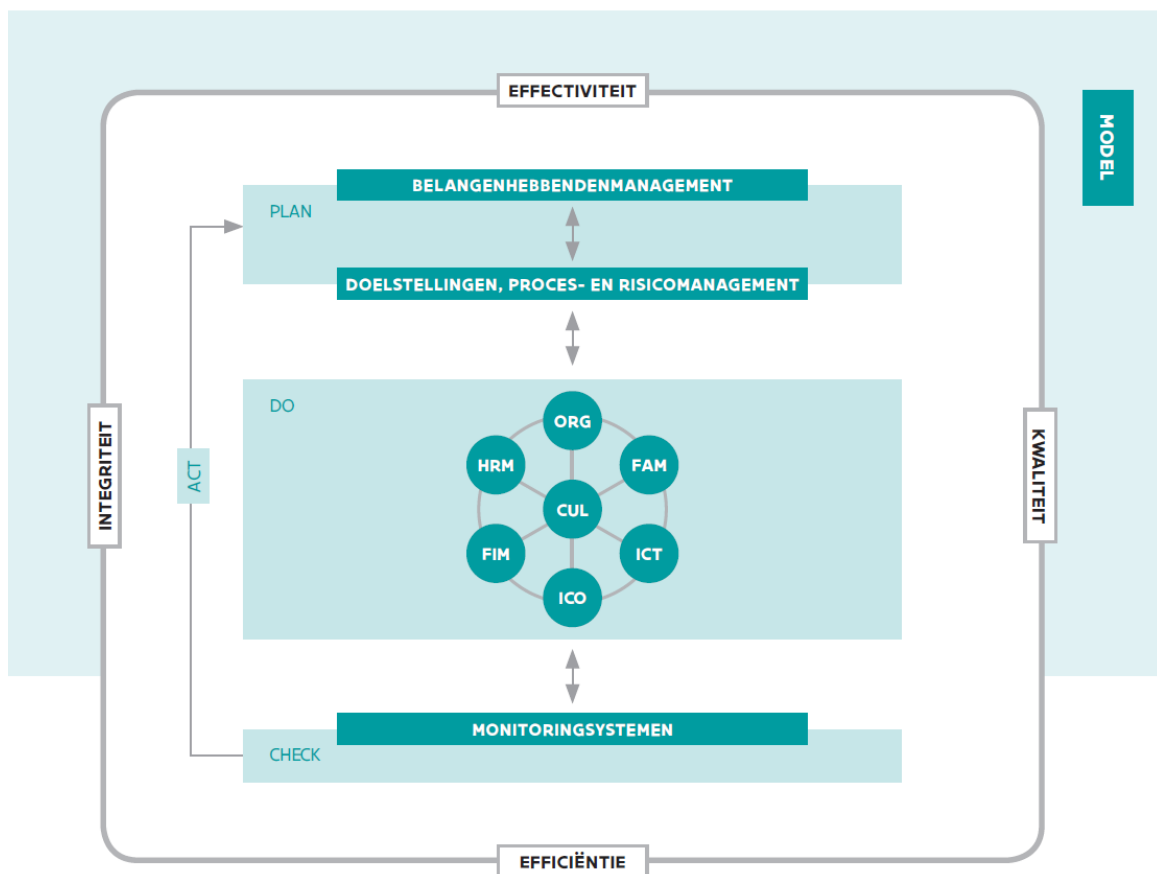 EFFECTIVITEIT
MODEL
BELANGENHEBBENDENMANAGEMENT
PLAN
DOELSTELLINGEN, PROCES- EN RISICOMANAGEMENT
DO
ORG
HRM
FAM
CUL
FIM
ICT
ICO
INTEGRITEIT
ACT
KWALITEIT
MONITORINGSYSTEMEN
CHECK
EFFICIËNTIE